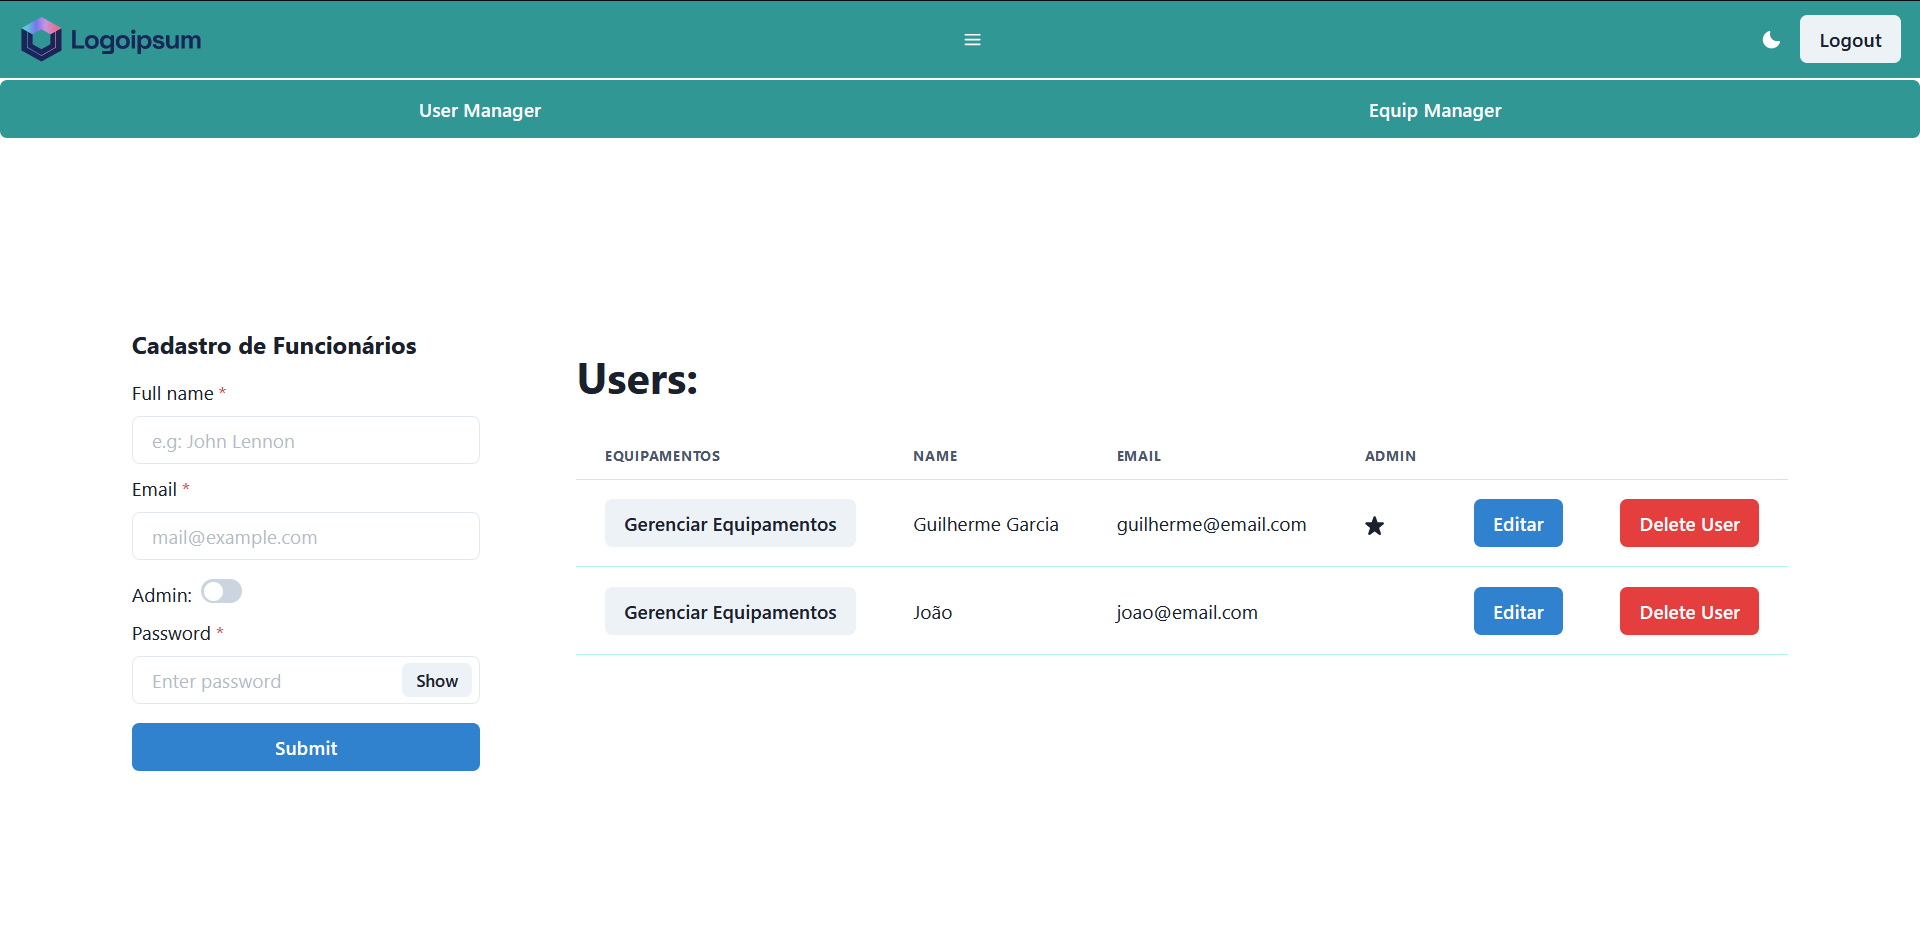 Logoipsum
Logout
User Manager
Equip Manager
Cadastro de Funcionários
Full name *
e.g: John Lennon
Email *
mail@example.com
Admin:
Password *
Enter password
Show
Submit
Users:
EQUIPAMENTOS NAME EMAIL ADMIN
Gerenciar Equipamentos Guilherme Garcia guilherme@email.com Editar Delete User
Gerenciar Equipamentos João joao@email.com Editar Delete User